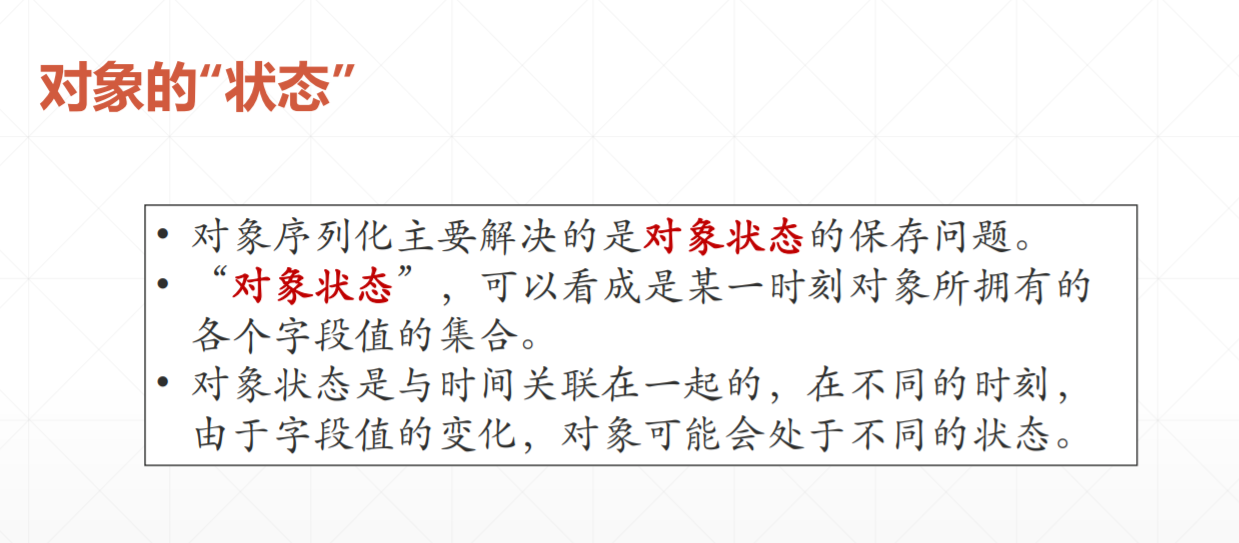 对象的“状态”
• 对象序列化主要解决的是对象状态的保存问题。
• “对象状态”，可以看成是某一时刻对象所拥有的
各个字段值的集合。
• 对象状态是与时间关联在一起的，在不同的时刻，
由于字段值的变化，对象可能会处于不同的状态。